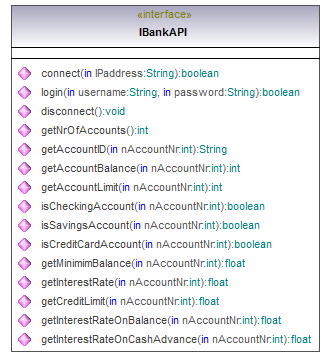 «interface»
IBankAPI
connect(in IPaddress:String):boolean
login(in username:String, in password:String):boolean
disconnect():void
getNrOfAccounts():int
getAccountID(in nAccountNr:int):String
getAccountBalance(in nAccountNr:int):int
getAccountLimit(in nAccountNr:int):int
isCheckingAccount(in nAccountNr:int):boolean
isSavingsAccount(in nAccountNr:int):boolean
isCreditCardAccount(in nAccountNr:int):boolean
getMinimimBalance(in nAccountNr:int):float
getInterestRate(in nAccountNr:int):float
getCreditLimit(in nAccountNr:int):float
getInterestRateOnBalance(in nAccountNr:int):float
getInterestRateOnCashAdvance(in nAccountNr:int):float